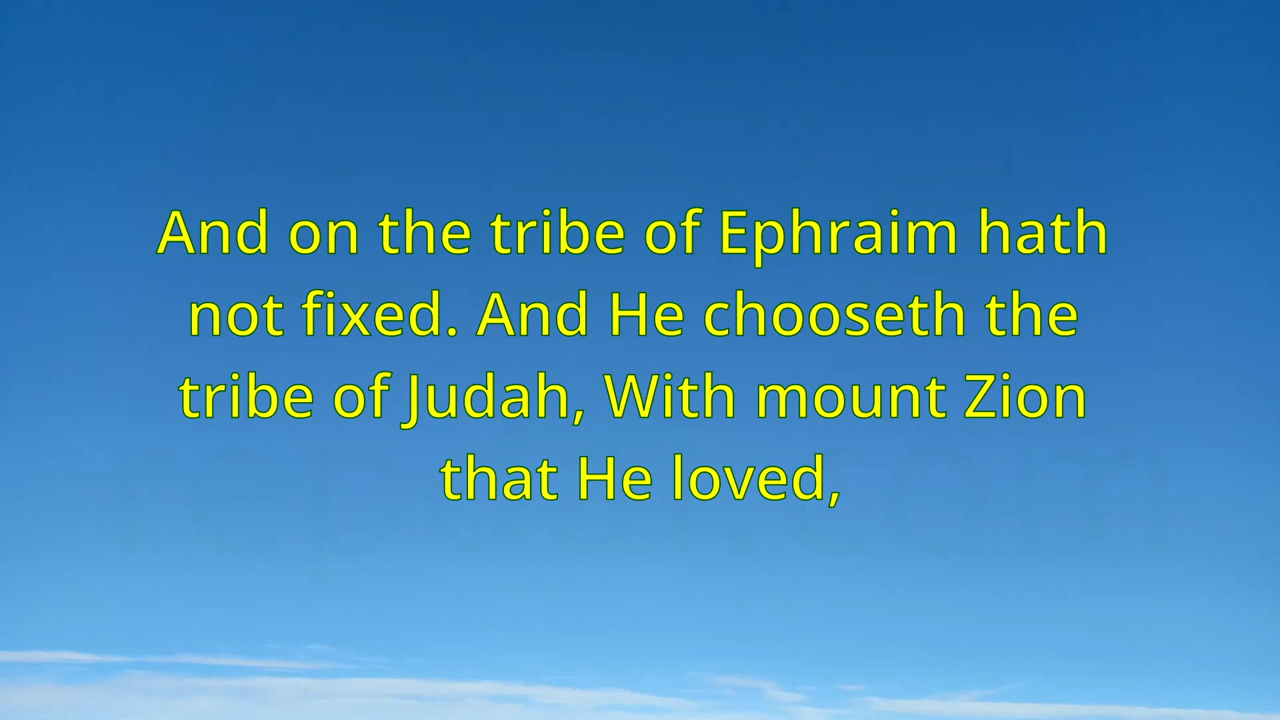 And on the tribe of Ephraim hath
not fixed. And He chooseth the
tribe of Judah, With mount Zion
that He loved,